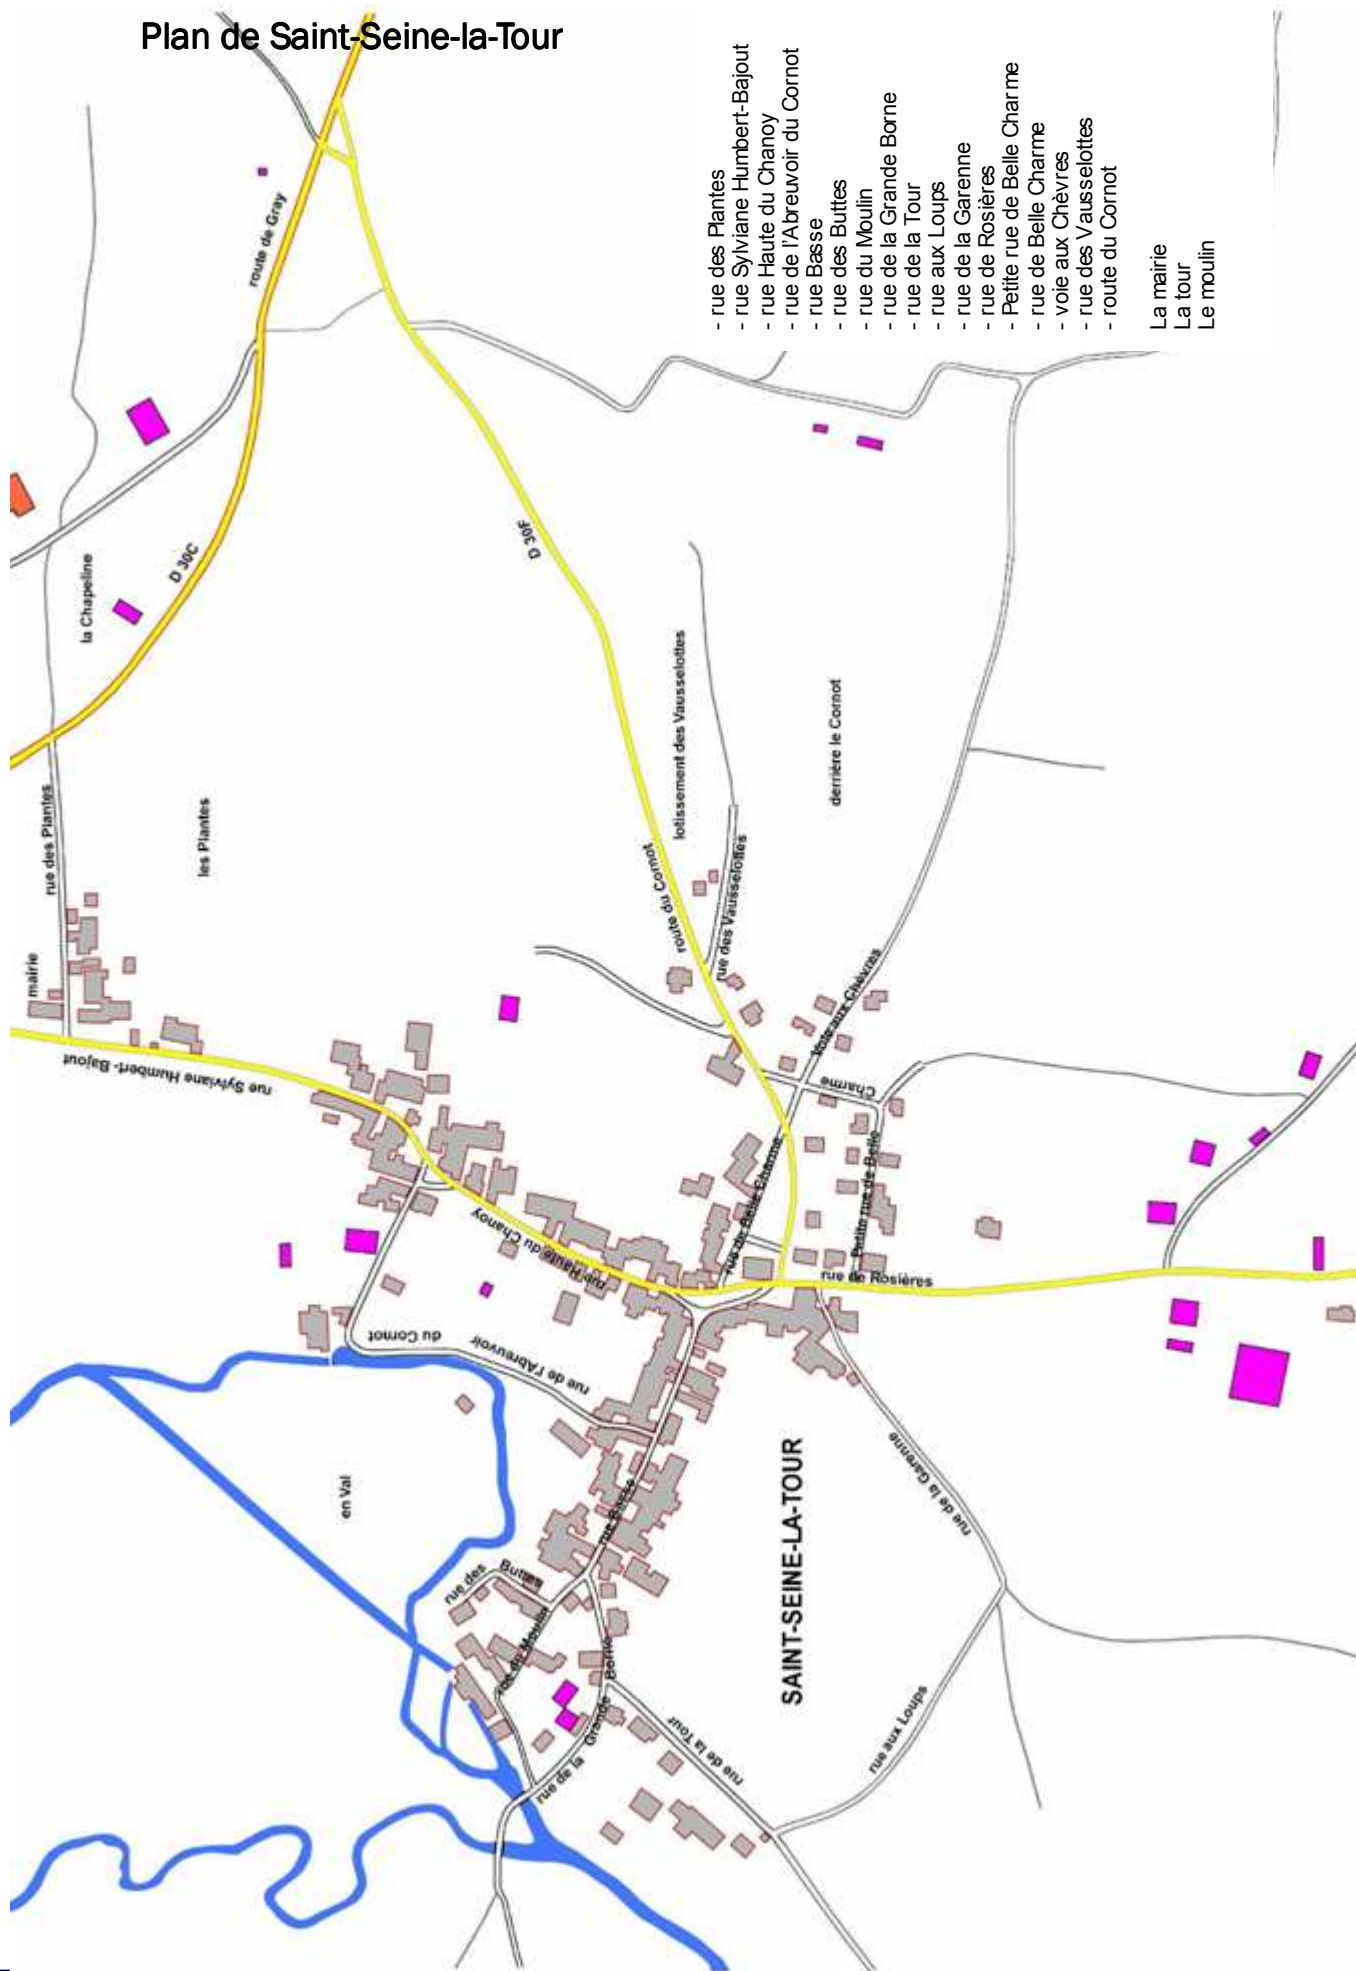 Plan de Saint-Seine-la-Tour
- rue des Plantes
- rue Sylviane Humbert-Bajout
- rue Haute du Chanoy
- rue de l'Abreuvoir du Cornot
- rue Basse
- rue des Buttes
- rue du Moulin
- rue de la Grande Borne
- rue de la Tour
- rue aux Loups
- rue de la Garenne
- rue de Rosières
- Petite rue de Belle Charme
- rue de Belle Charme
- voie aux Chèvres
- rue des Vausselottes
- route du Cornot
La mairie
La tour
Le moulin
route de Gray
D 30C
la Chapeline
D 30F
rue des Plantes
les Plantes
mairie
lotissement des Vausselottes
derrière le Cornot
route du Cornot
rue des Vausselottes
Voie aux Chèvres
rue Sylviane Humbert- Bajout
Charme
Petite rue de Belle
rue de Belle Charme
rue Haute du Chanoy
rue de Rosières
du Cornot
rue de l'Abreuvoir
rue de la Garenne
en Val
rue Basse
SAINT-SEINE-LA-TOUR
rue des
Buttes
rue du Moulin
rue de la Grande Borne
rue de la Tour
rue aux Loups